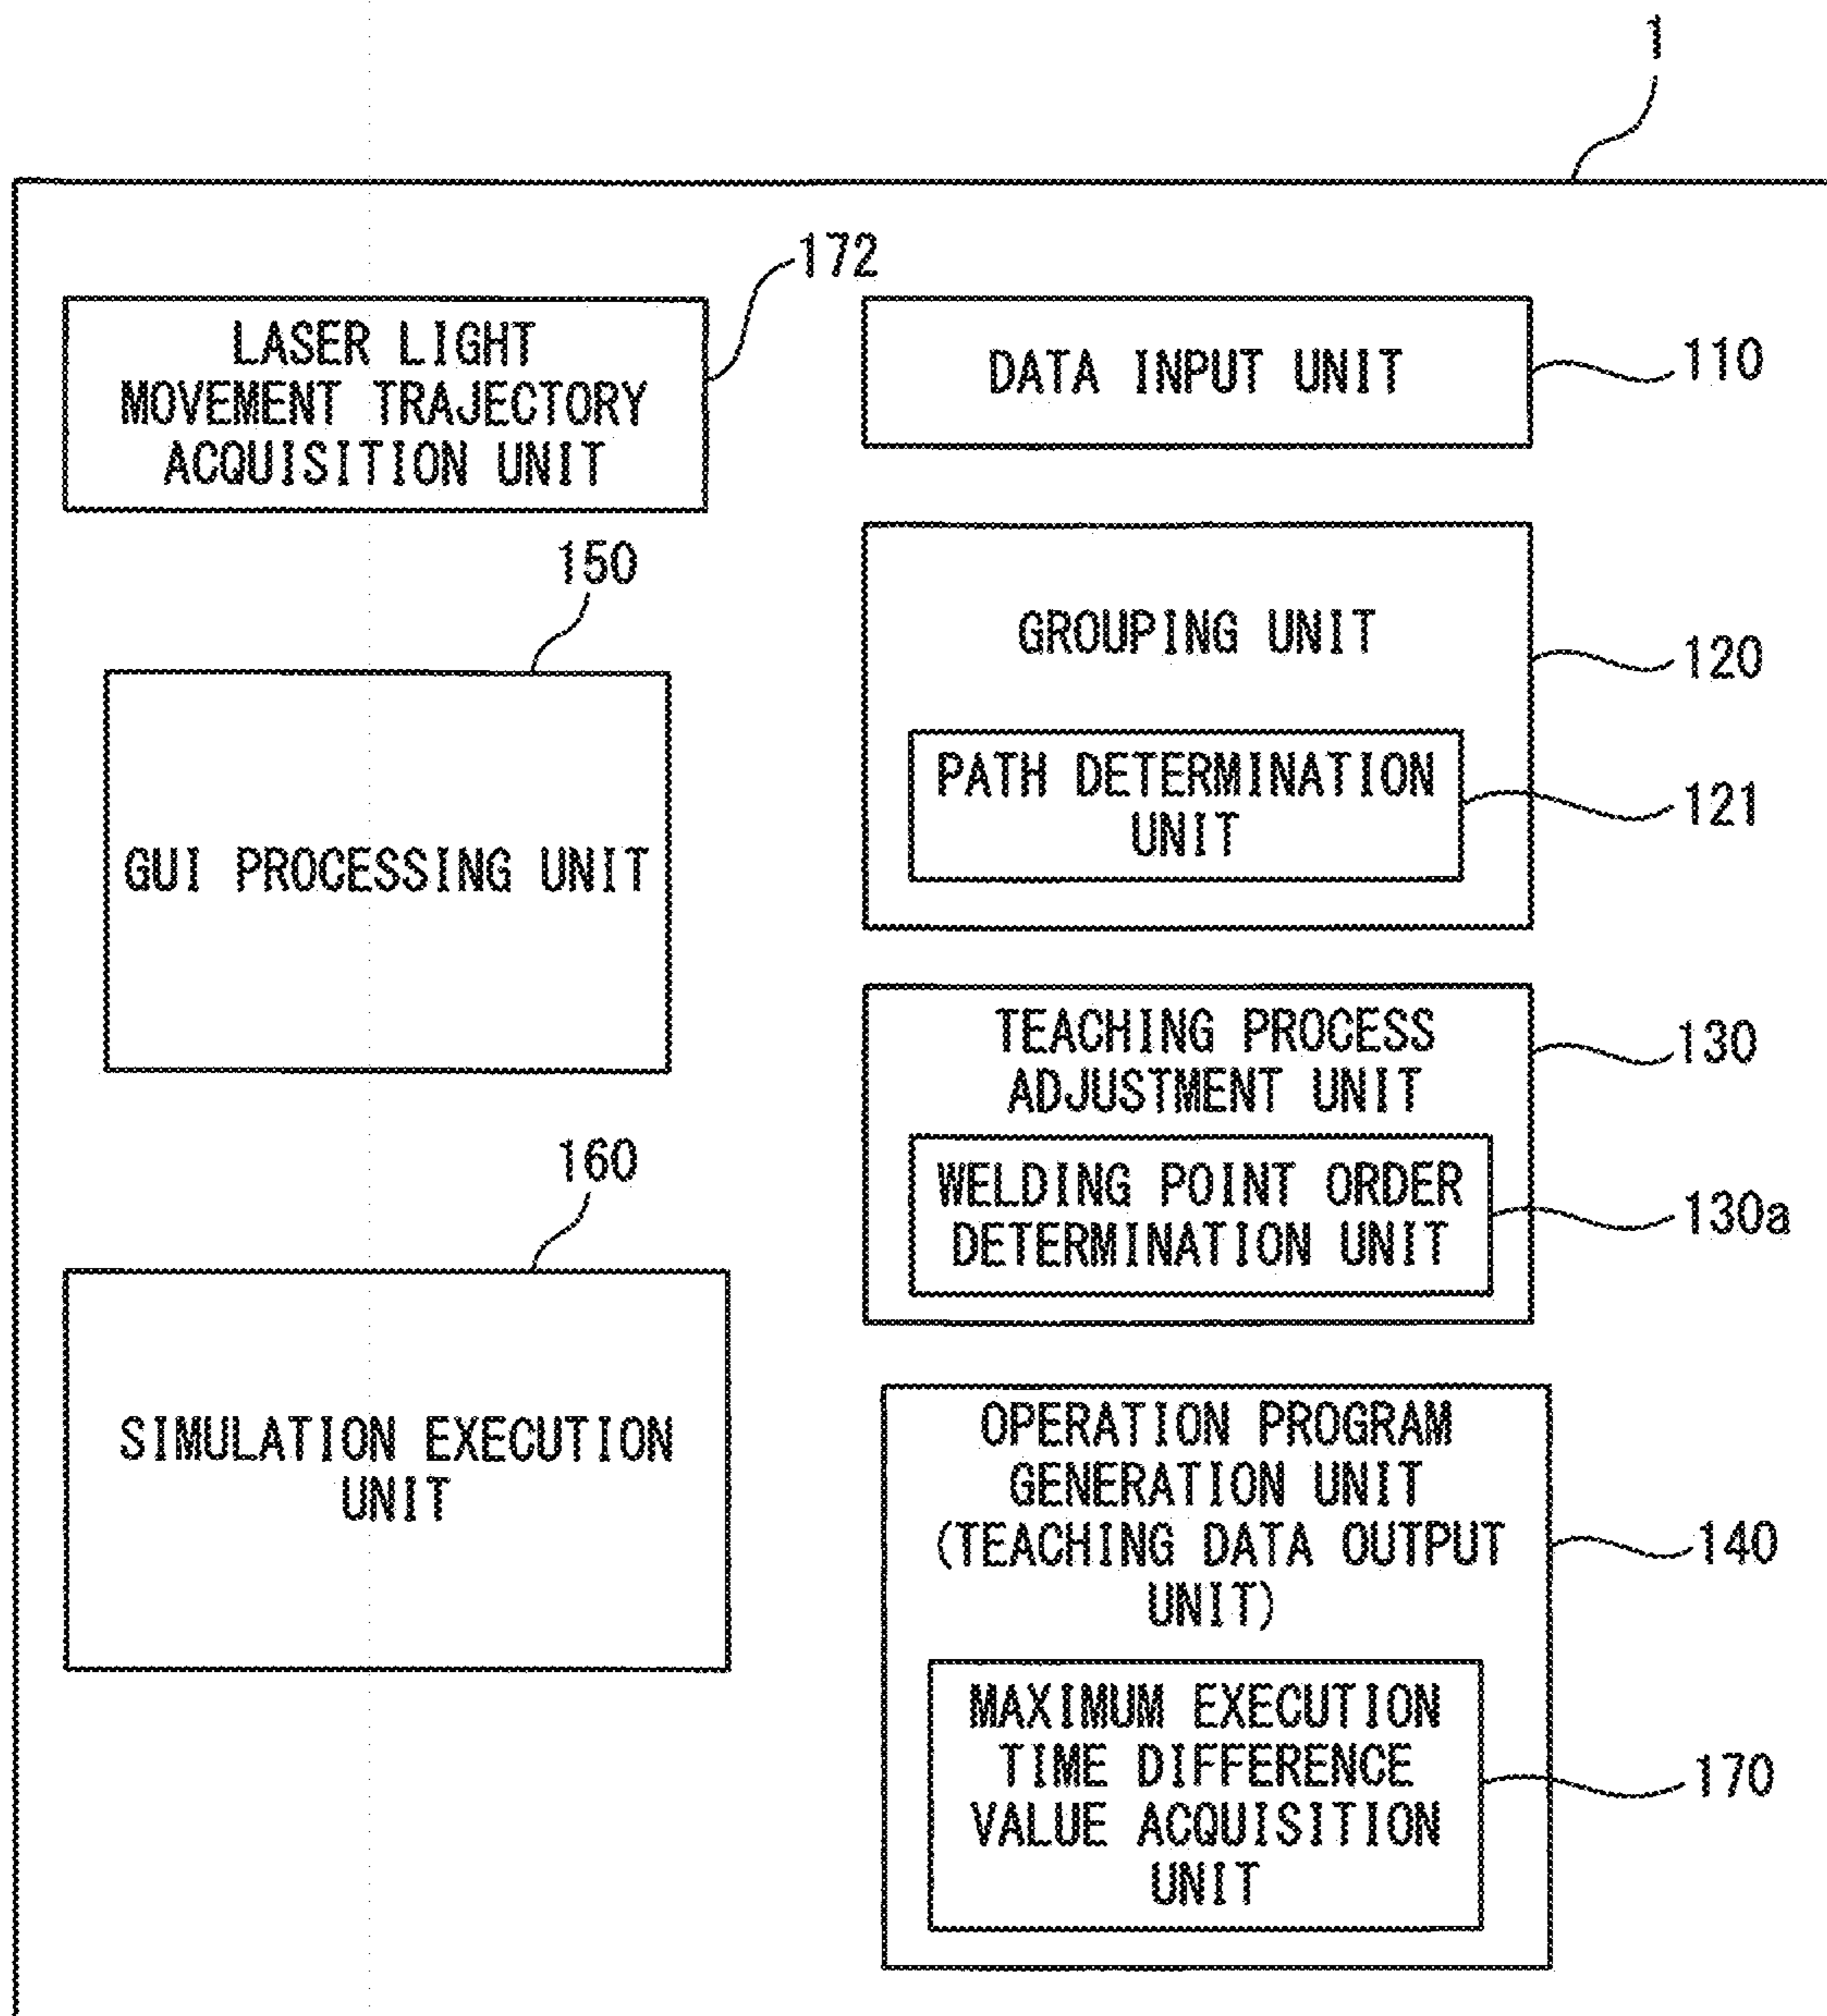 1
172
LASER LIGHT
MOVEMENT TRAJECTORY
ACQUISITION UNIT
DATA INPUT UNIT
110
150
GUI PROCESSING UNIT
GROUPING UNIT
120
PATH DETERMINATION
UNIT
121
TEACHING PROCESS
ADJUSTMENT UNIT
130
WELDING POINT ORDER
DETERMINATION UNIT
130a
160
SIMULATION EXECUTION
UNIT
OPERATION PROGRAM
GENERATION UNIT
(TEACHING DATA OUTPUT
UNIT)
140
MAXIMUM EXECUTION
TIME DIFFERENCE
VALUE ACQUISITION
UNIT
170